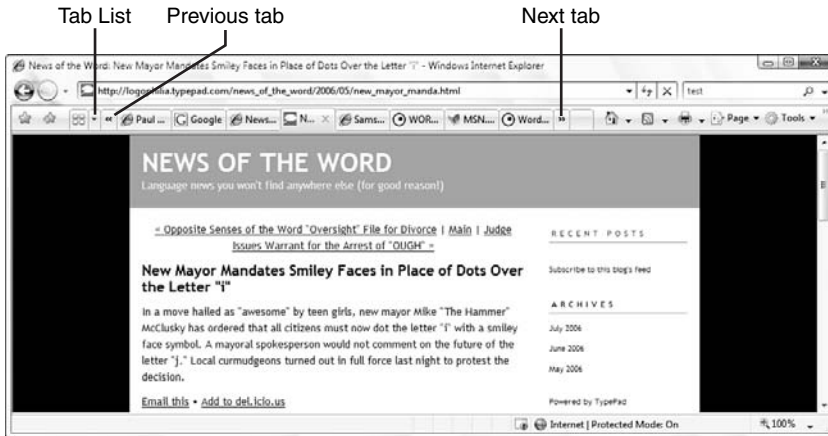 Tab List Previous tab Next tab
News of the Word: New Mayor Mandates Smiley Faces in Place of Dots Over the Letter "i" - Windows Internet Explorer
http://logophilia.typepad.com/news_of_the_word/2006/05/new_mayor_manda.html test
Paul ... Google News... N... Sams... WOR... MSN.... Word... Page Tools
NEWS OF THE WORD
Language news you won't find anywhere else (for good reason!)
« Opposite Senses of the Word "Oversight" File for Divorce | Main | Judge
Issues Warrant for the Arrest of "OUGH" »
New Mayor Mandates Smiley Faces in Place of Dots Over
the Letter "i"
In a move hailed as "awesome" by teen girls, new mayor Mike "The Hammer"
McClusky has ordered that all citizens must now dot the letter "i" with a smiley
face symbol. A mayoral spokesperson would not comment on the future of the
letter "j." Local curmudgeons turned out in full force last night to protest the
decision.
Email this • Add to del.icio.us
RECENT POSTS
Subscribe to this blog's feed
ARCHIVES
July 2006
June 2006
May 2006
Powered by TypePad
Internet | Protected Mode: On 100%